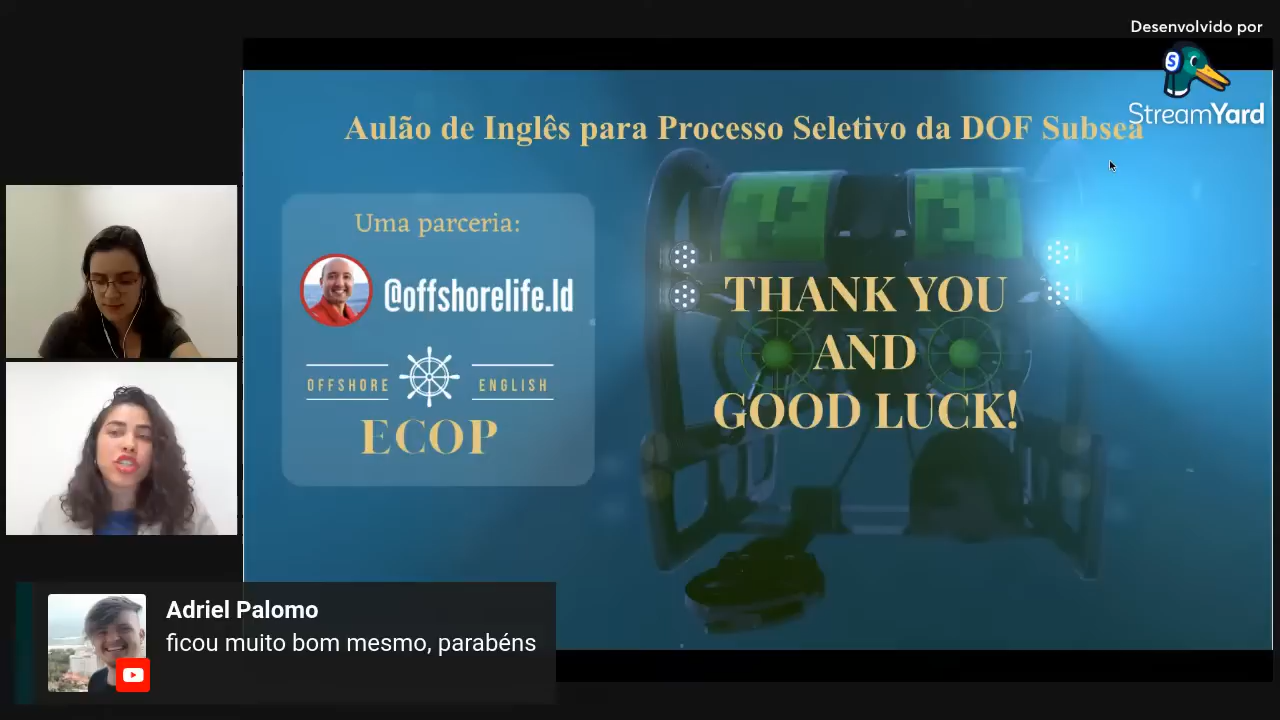 Desenvolvido por
StreamYard
Aulão de Inglês para Processo Seletivo da DOF Subsea
Uma parceria:
@offshorelife.ld
OFFSHORE ENGLISH
ECOP
THANK YOU
AND
GOOD LUCK!
Adriel Palomo
ficou muito bom mesmo, parabéns